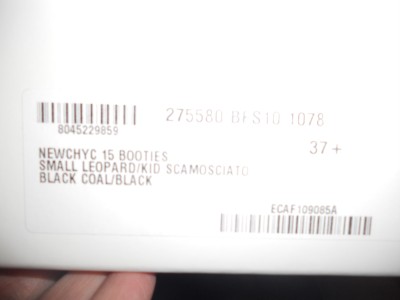 275580 BFS10 1078
8045229859
37+
NEWCHYC 15 BOOTIES
SMALL LEOPARD/KID SCAMOSCIATO
BLACK COAL/BLACK
ECAF109085A